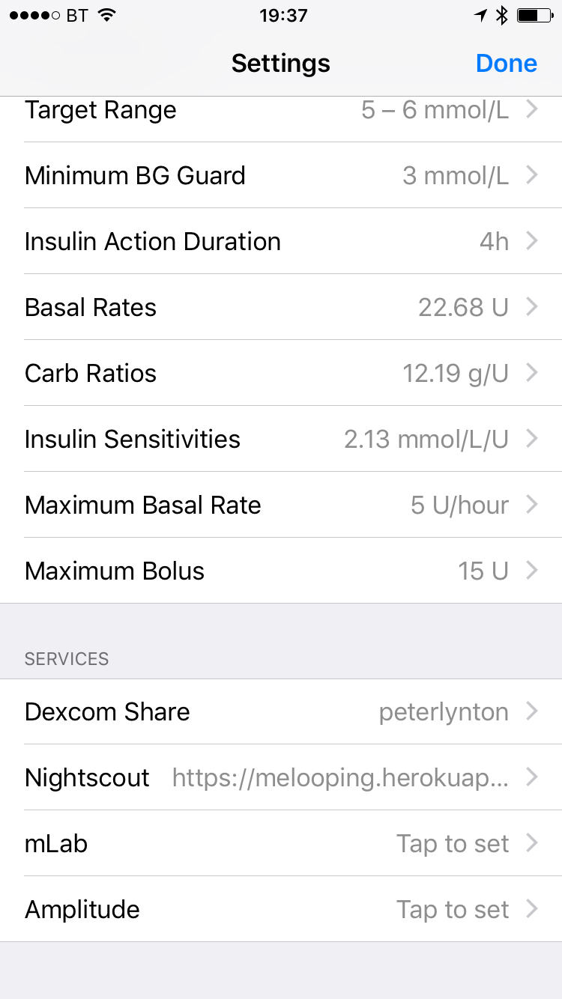 BT 19:37
Settings Done
Target Range 5 – 6 mmol/L
Minimum BG Guard 3 mmol/L
Insulin Action Duration 4h
Basal Rates 22.68 U
Carb Ratios 12.19 g/U
Insulin Sensitivities 2.13 mmol/L/U
Maximum Basal Rate 5 U/hour
Maximum Bolus 15 U
SERVICES
Dexcom Share peterlynton
Nightscout https://melooping.herokuap...
mLab Tap to set
Amplitude Tap to set